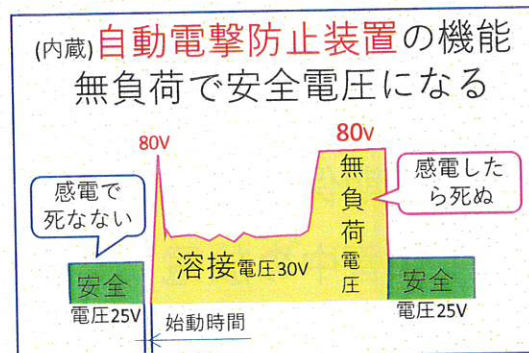 (内蔵)自動電撃防止装置の機能
無負荷で安全電圧になる
80V
80V
感電で
死なない
無負荷電圧
感電した
ら死ぬ
溶接電圧30V
安全
電圧25V
安全
電圧25V
始動時間